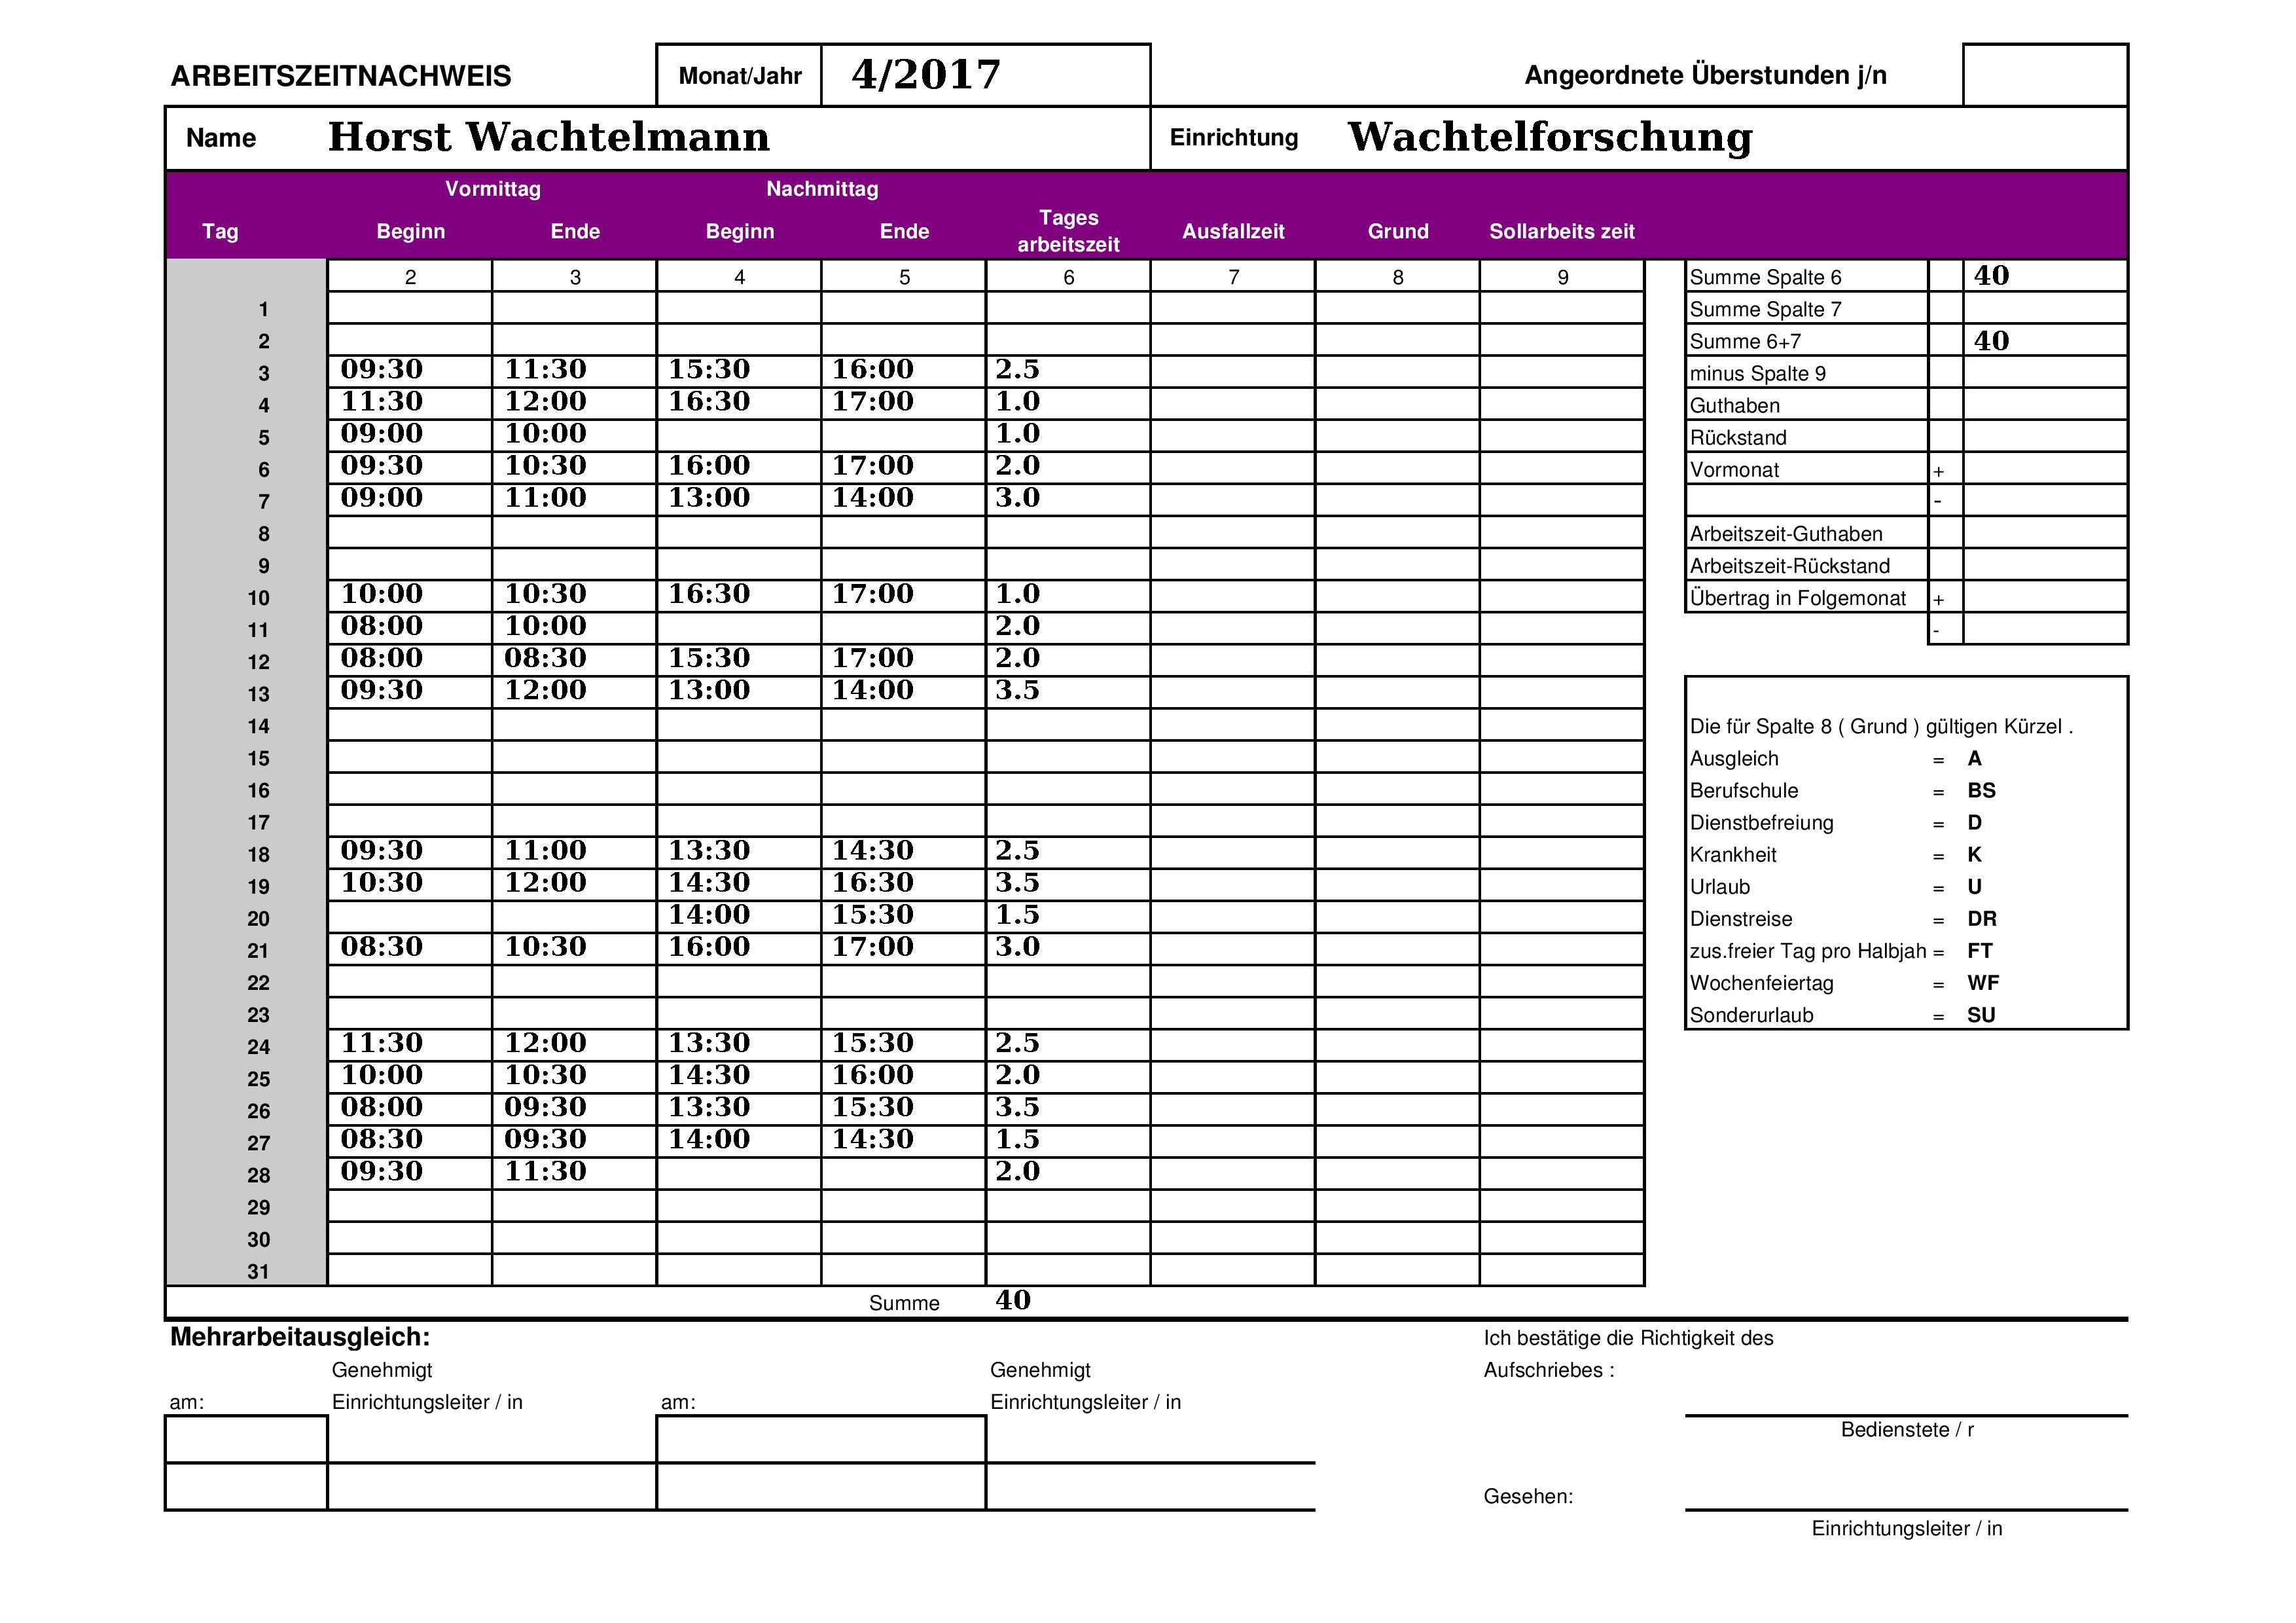 ARBEITSZEITNACHWEIS Monat/Jahr 4/2017 Angeordnete Überstunden j/n
Name Horst Wachtelmann Einrichtung Wachtelforschung
Vormittag Nachmittag
Tag Beginn Ende Beginn Ende Tages arbeitszeit Ausfallzeit Grund Sollarbeits zeit
2 3 4 5 6 7 8 9 Summe Spalte 6 40
1 Summe Spalte 7
2 Summe 6+7 40
3 09:30 11:30 15:30 16:00 2.5 minus Spalte 9
4 11:30 12:00 16:30 17:00 1.0 Guthaben
5 09:00 10:00 1.0 Rückstand
6 09:30 10:30 16:00 17:00 2.0 Vormonat +
7 09:00 11:00 13:00 14:00 3.0 -
8 Arbeitszeit-Guthaben
9 Arbeitszeit-Rückstand
10 10:00 10:30 16:30 17:00 1.0 Übertrag in Folgemonat +
11 08:00 10:00 2.0 -
12 08:00 08:30 15:30 17:00 2.0
13 09:30 12:00 13:00 14:00 3.5
14 Die für Spalte 8 ( Grund ) gültigen Kürzel .
15 Ausgleich = A
16 Berufschule = BS
17 Dienstbefreiung = D
18 09:30 11:00 13:30 14:30 2.5 Krankheit = K
19 10:30 12:00 14:30 16:30 3.5 Urlaub = U
20 14:00 15:30 1.5 Dienstreise = DR
21 08:30 10:30 16:00 17:00 3.0 zus.freier Tag pro Halbjah = FT
22 Wochenfeiertag = WF
23 Sonderurlaub = SU
24 11:30 12:00 13:30 15:30 2.5
25 10:00 10:30 14:30 16:00 2.0
26 08:00 09:30 13:30 15:30 3.5
27 08:30 09:30 14:00 14:30 1.5
28 09:30 11:30 2.0
29
30
31
Summe 40
Mehrarbeitausgleich: Ich bestätige die Richtigkeit des
Genehmigt Genehmigt Aufschriebes :
am: Einrichtungsleiter / in am: Einrichtungsleiter / in
Bedienstete / r
Gesehen:
Einrichtungsleiter / in